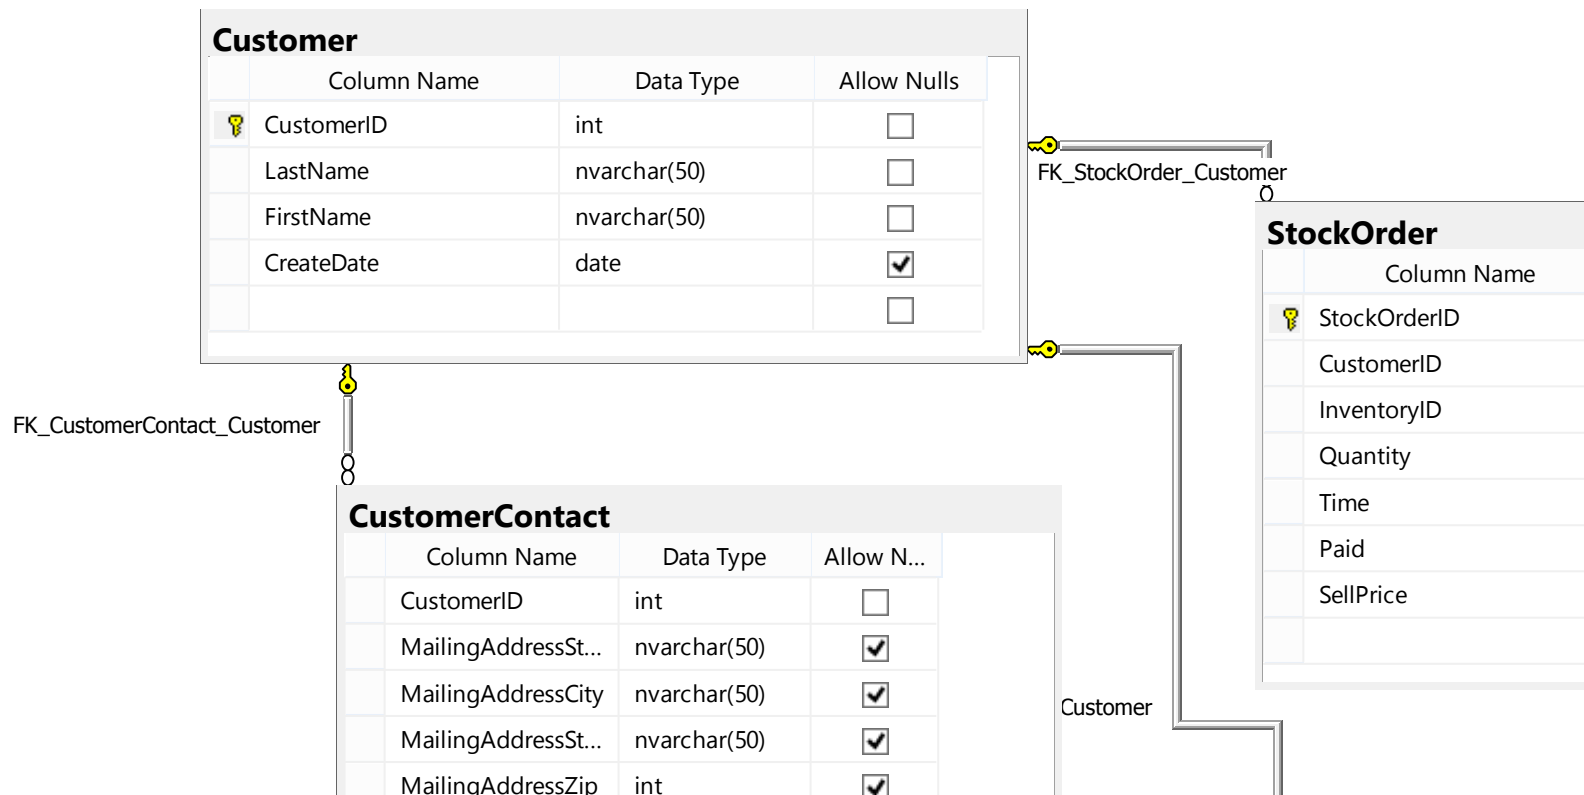 Customer
Column Name Data Type Allow Nulls
CustomerID int
LastName nvarchar(50)
FirstName nvarchar(50)
CreateDate date
FK_StockOrder_Customer
StockOrder
Column Name
StockOrderID
CustomerID
InventoryID
Quantity
Time
Paid
SellPrice
FK_CustomerContact_Customer
CustomerContact
Column Name Data Type Allow N...
CustomerID int
MailingAddressSt... nvarchar(50)
MailingAddressCity nvarchar(50)
MailingAddressSt... nvarchar(50)
MailingAddressZip int
Customer